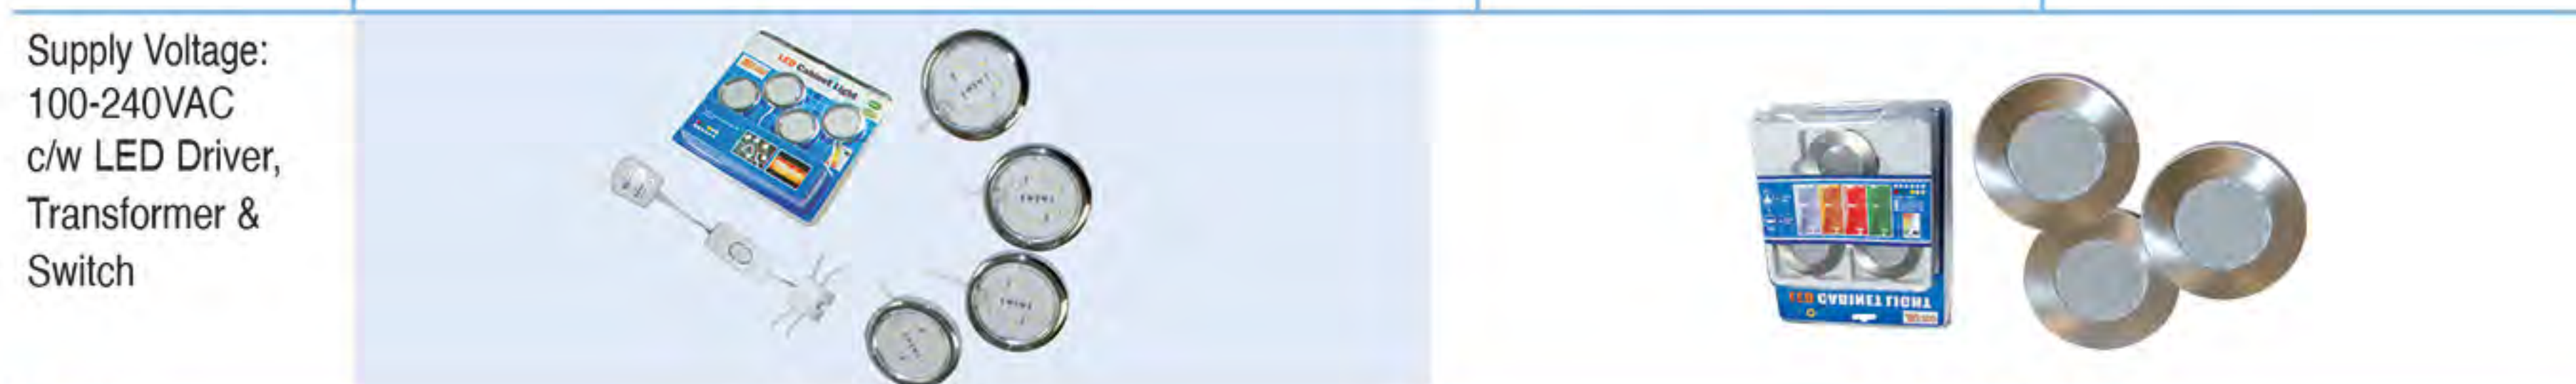 Supply Voltage:
100-240VAC
c/w LED Driver,
Transformer &
Switch
LED Cabinet Light
LED CABINET LIGHT